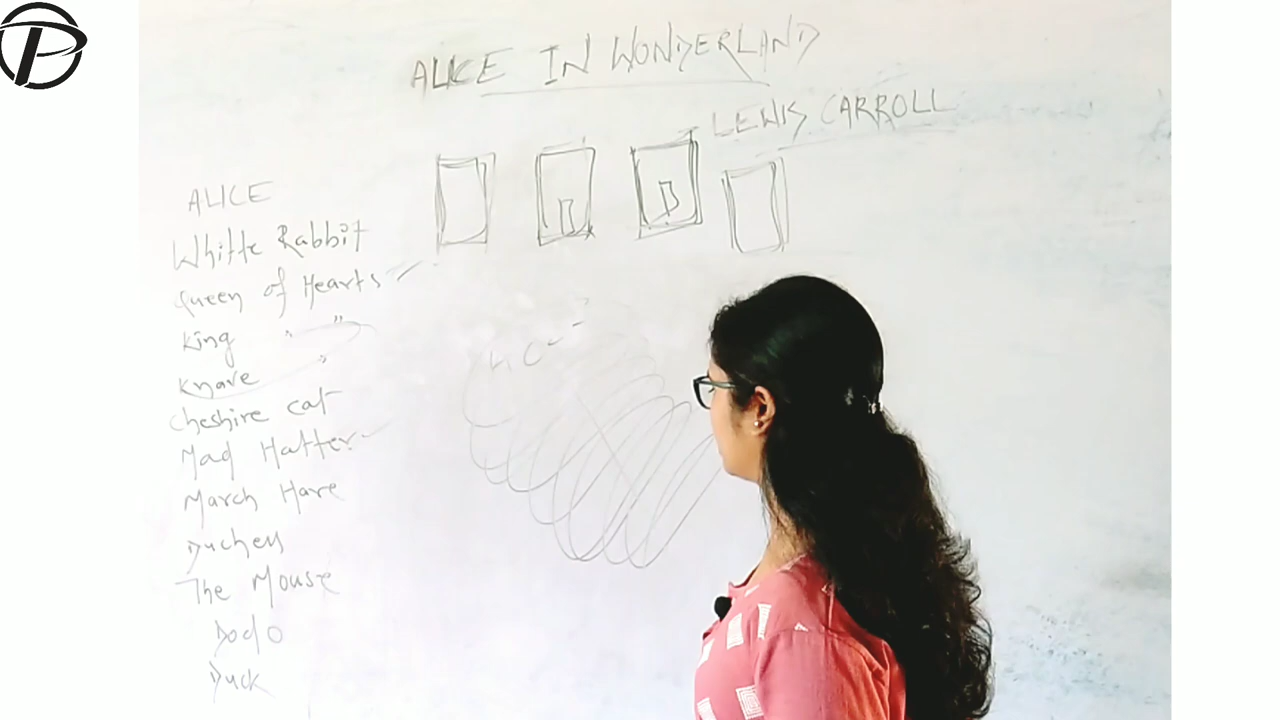 ALICE IN WONDERLAND
- LEWIS CARROLL
ALICE
White Rabbit
Queen of Hearts
King " "
Knave "
Cheshire cat
Mad Hatter
March Hare
Duchess
The Mouse
Dodo
Duck